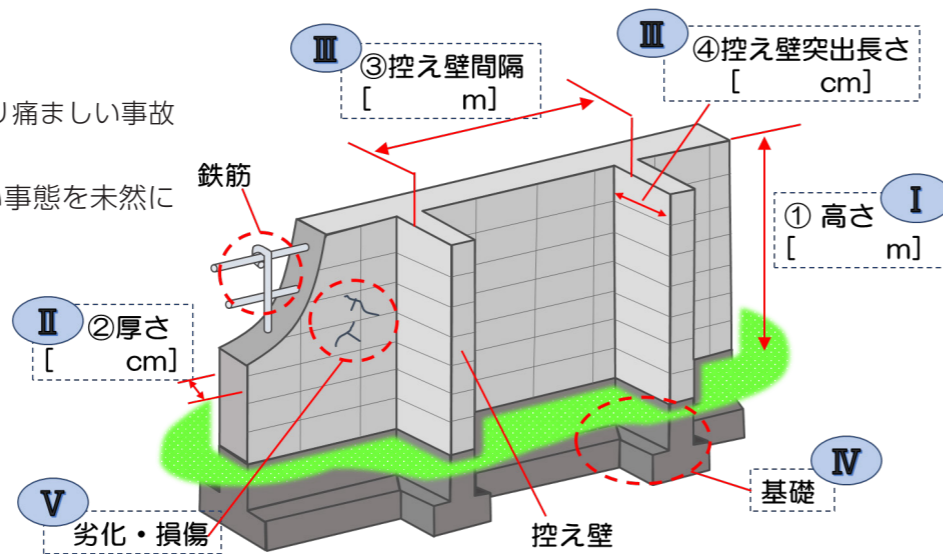 り痛ましい事故
い事態を未然に
Ⅲ
③控え壁間隔
[ m]
Ⅲ
④控え壁突出長さ
[ cm]
鉄筋
Ⅰ
① 高さ
[ m]
Ⅱ
②厚さ
[ cm]
Ⅴ
劣化・損傷
控え壁
Ⅳ
基礎